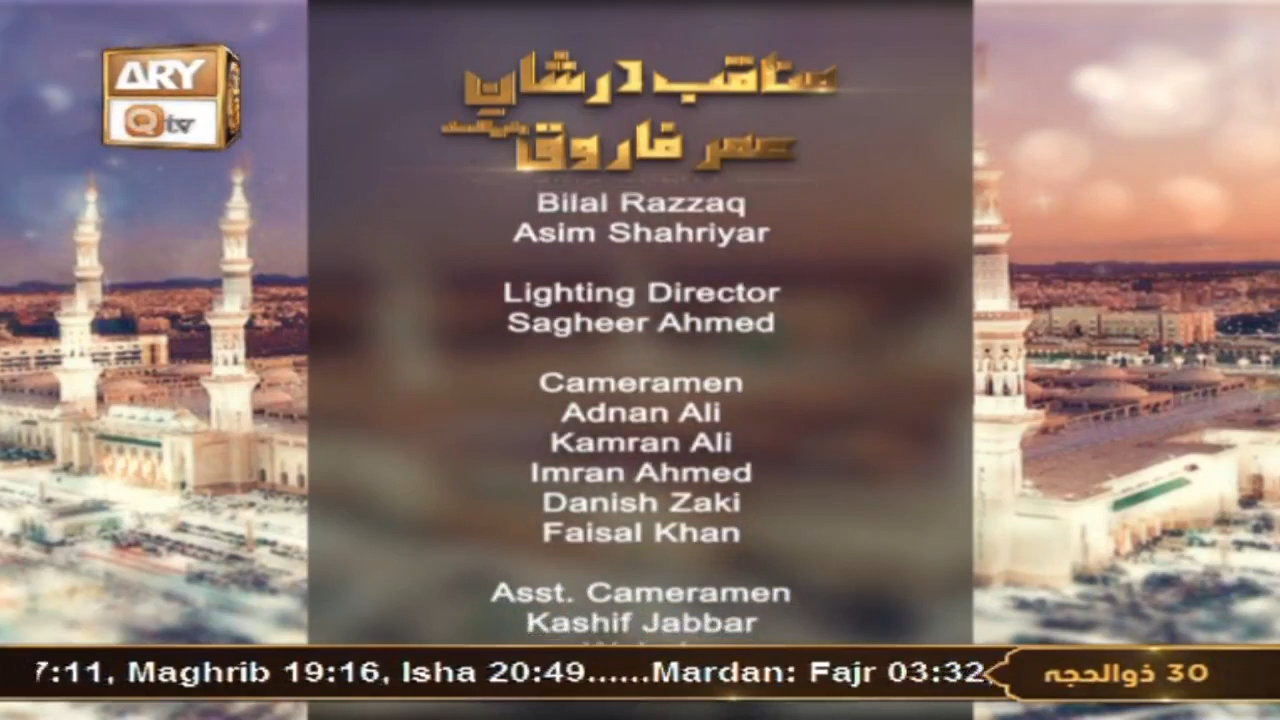 ARY
Qtv
مناقب در شانِ
عمر فاروق
Bilal Razzaq
Asim Shahriyar
Lighting Director
Sagheer Ahmed
Cameramen
Adnan Ali
Kamran Ali
Imran Ahmed
Danish Zaki
Faisal Khan
Asst. Cameramen
Kashif Jabbar
7:11, Maghrib 19:16, Isha 20:49......Mardan: Fajr 03:32,
30 ذوالحجہ